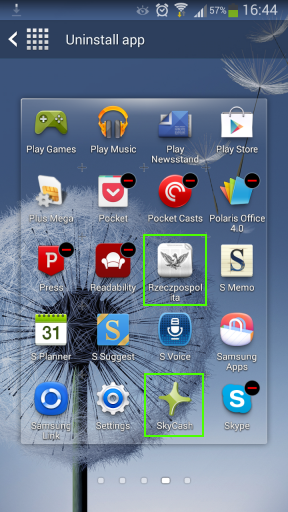 57% 16:44
Uninstall app
Play Games Play Music Play Newsstand Play Store
Plus Mega Pocket Pocket Casts Polaris Office 4.0
Press Readability Rzeczpospolita S Memo
31
S
S
S Planner S Suggest S Voice Samsung Apps
Samsung Link Settings SkyCash Skype